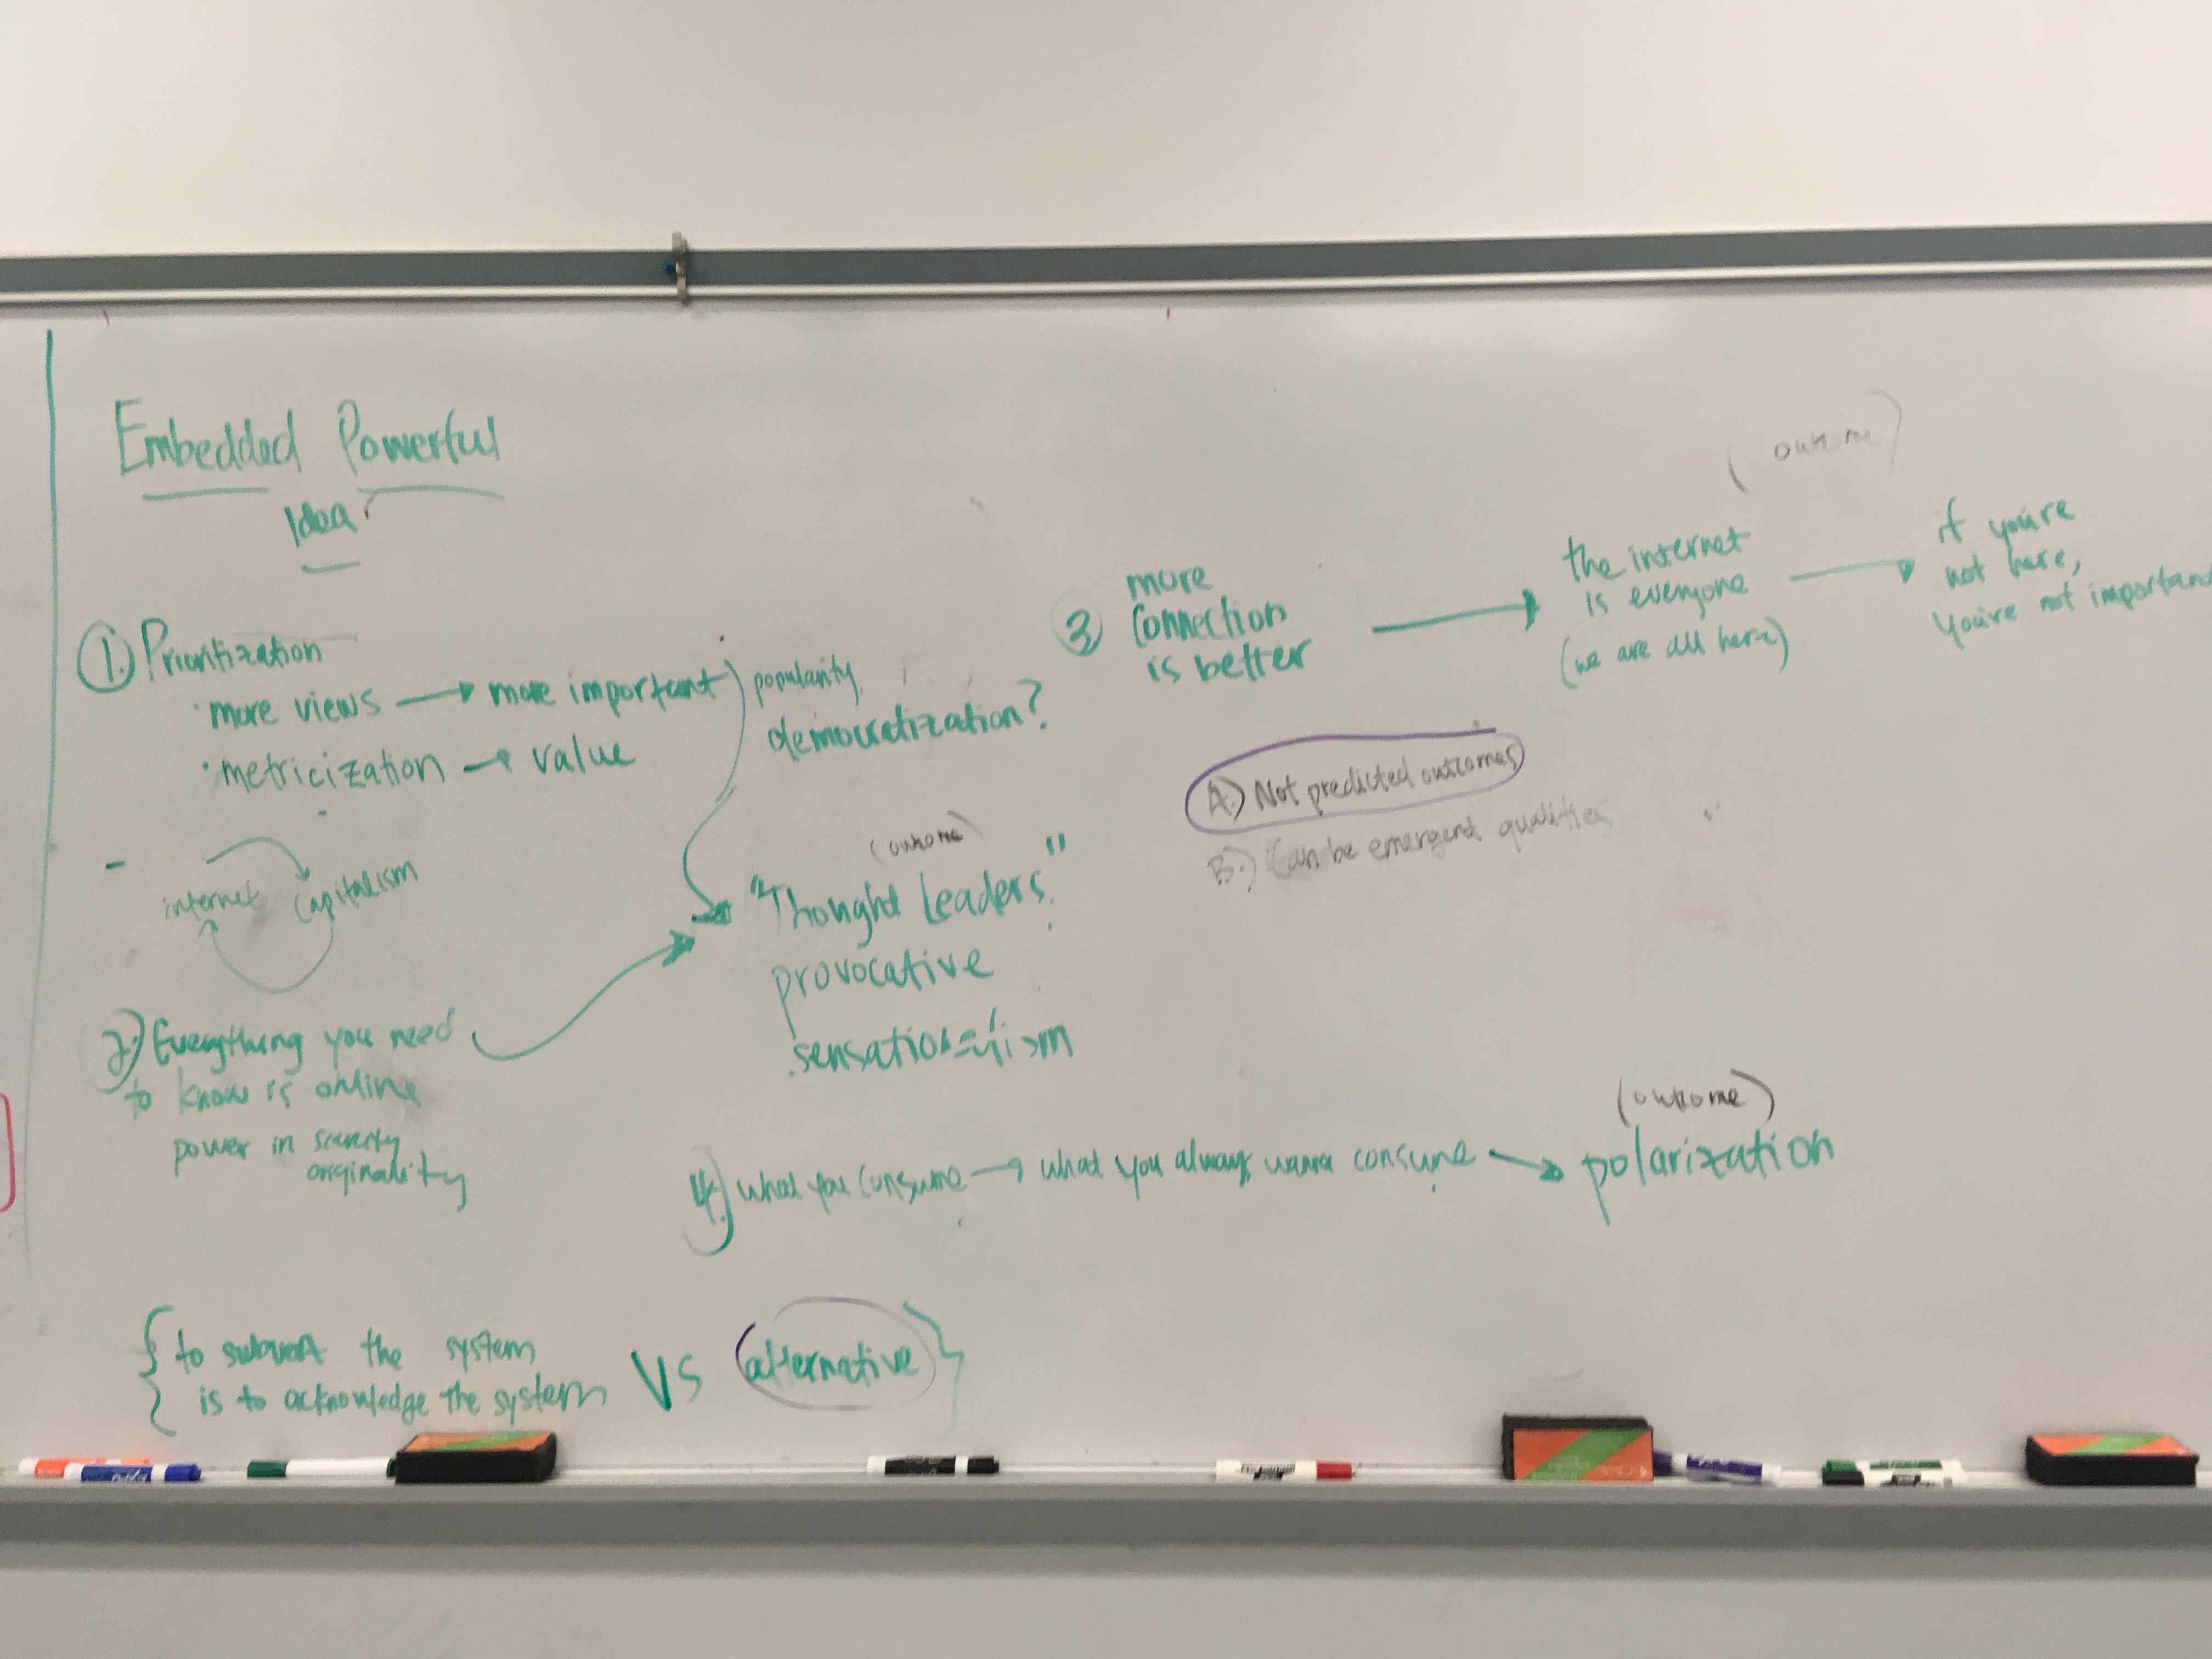 Embedded Powerful
Idea
1. Prioritization
· more views → more important) popularity,
democratization?
· metricization → value
- internet capitalism
2.) Everything you need
to know is online
power in scarcity
originality
(outcome)
"Thought Leaders"
provocative
sensationalism
3) more
connection
is better →
the internet
is everyone
(we are all here) →
if you're
not here,
you're not important
A.) Not predicted outcomes
B.) Can be emergent qualities
4.) what you consume → what you always wanna consume → polarization
(outcome)
{ to subvert the system
is to acknowledge the system VS alternative }